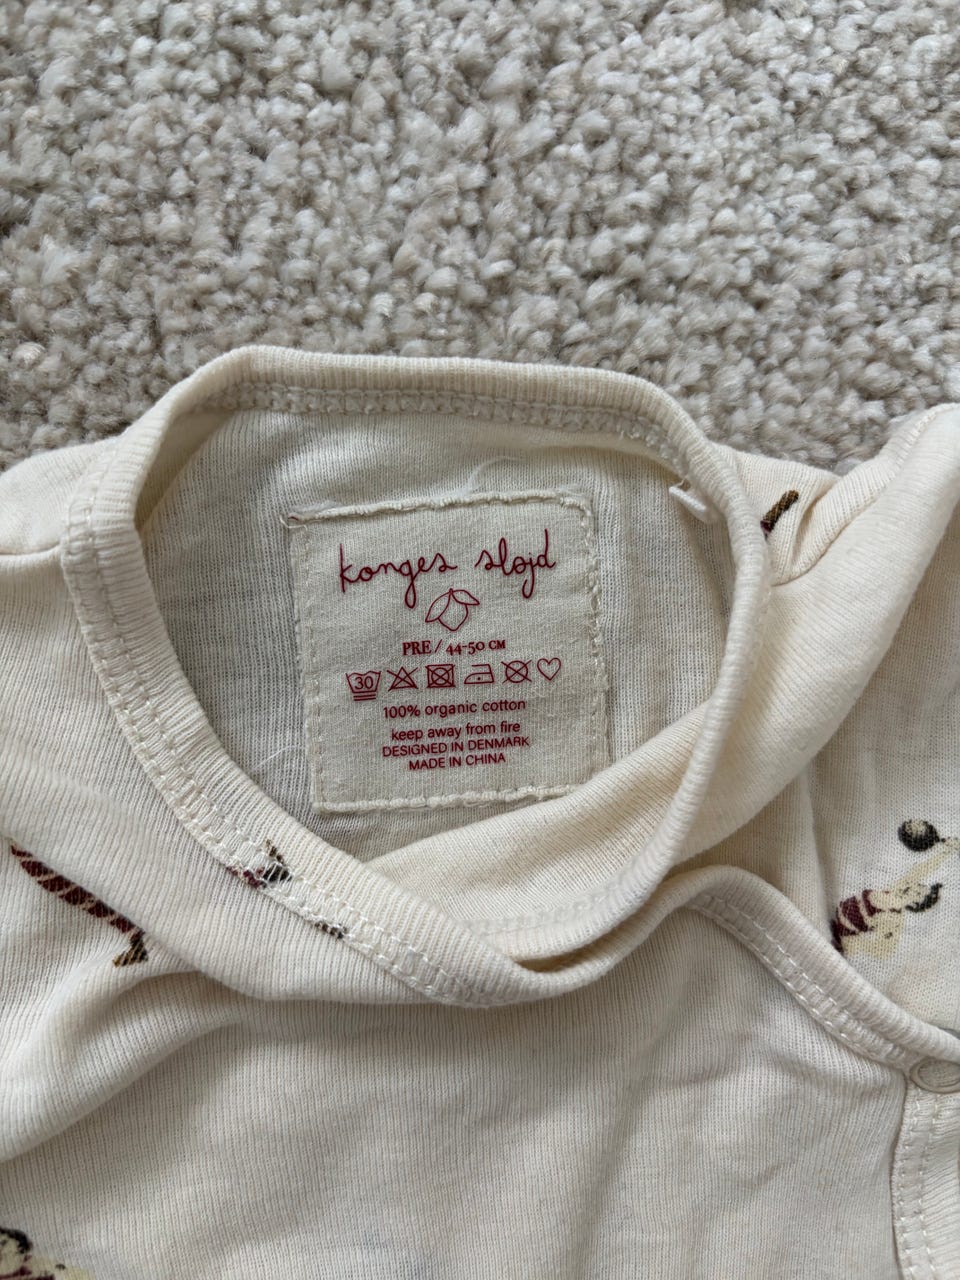 konges sløjd
PRE / 44-50 CM
30
100% organic cotton
keep away from fire
DESIGNED IN DENMARK
MADE IN CHINA